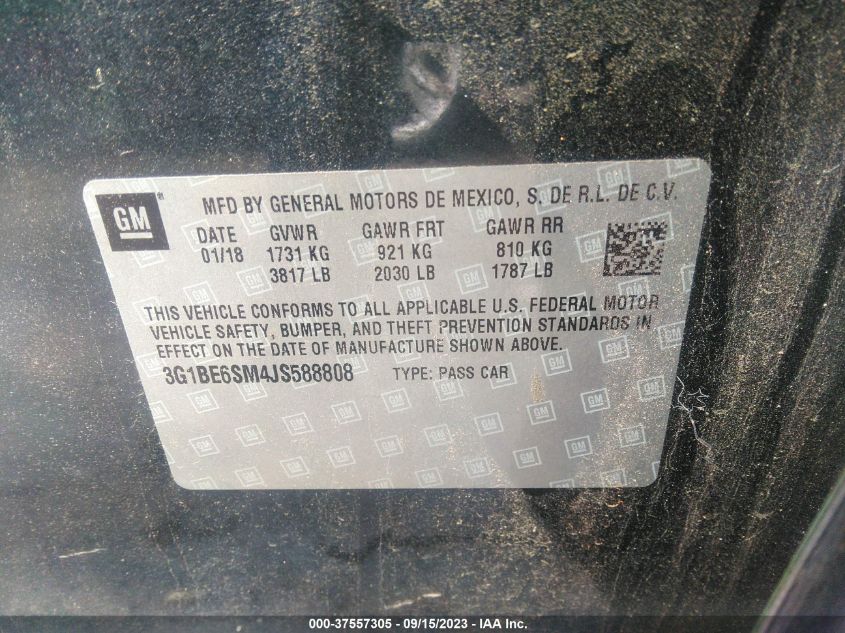 GM
MFD BY GENERAL MOTORS DE MEXICO, S. DE R.L. DE C.V.
DATE GVWR GAWR FRT GAWR RR
01/18 1731 KG 921 KG 810 KG
3817 LB 2030 LB 1787 LB
THIS VEHICLE CONFORMS TO ALL APPLICABLE U.S. FEDERAL MOTOR
VEHICLE SAFETY, BUMPER, AND THEFT PREVENTION STANDARDS IN
EFFECT ON THE DATE OF MANUFACTURE SHOWN ABOVE.
3G1BE6SM4JS588808 TYPE: PASS CAR
000-37557305 - 09/15/2023 - IAA Inc.